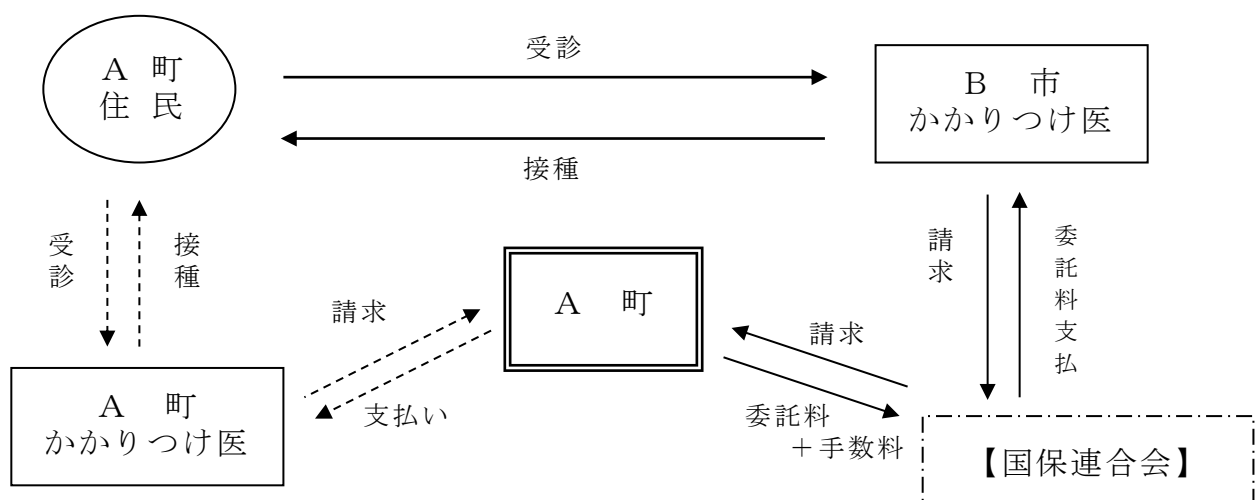 受診
A 町
住 民
B 市
かかりつけ医
接種
受診
接種
請求
委託料支払
A 町
請求
請求
支払い
委託料
＋手数料
A 町
かかりつけ医
【国保連合会】